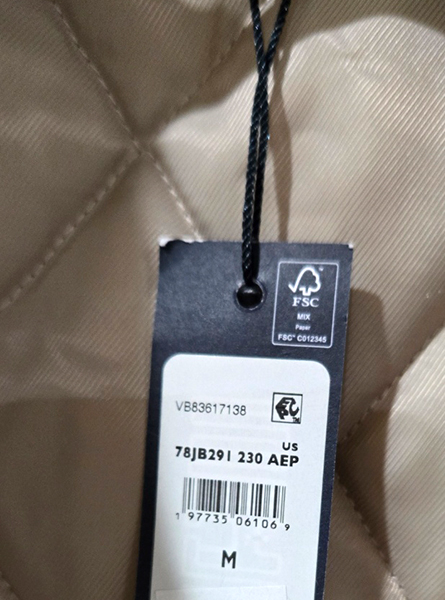 FSC
MIX
Paper
FSC® C012345
VB83617138
US
78JB291 230 AEP
1 97735 06106 9
M